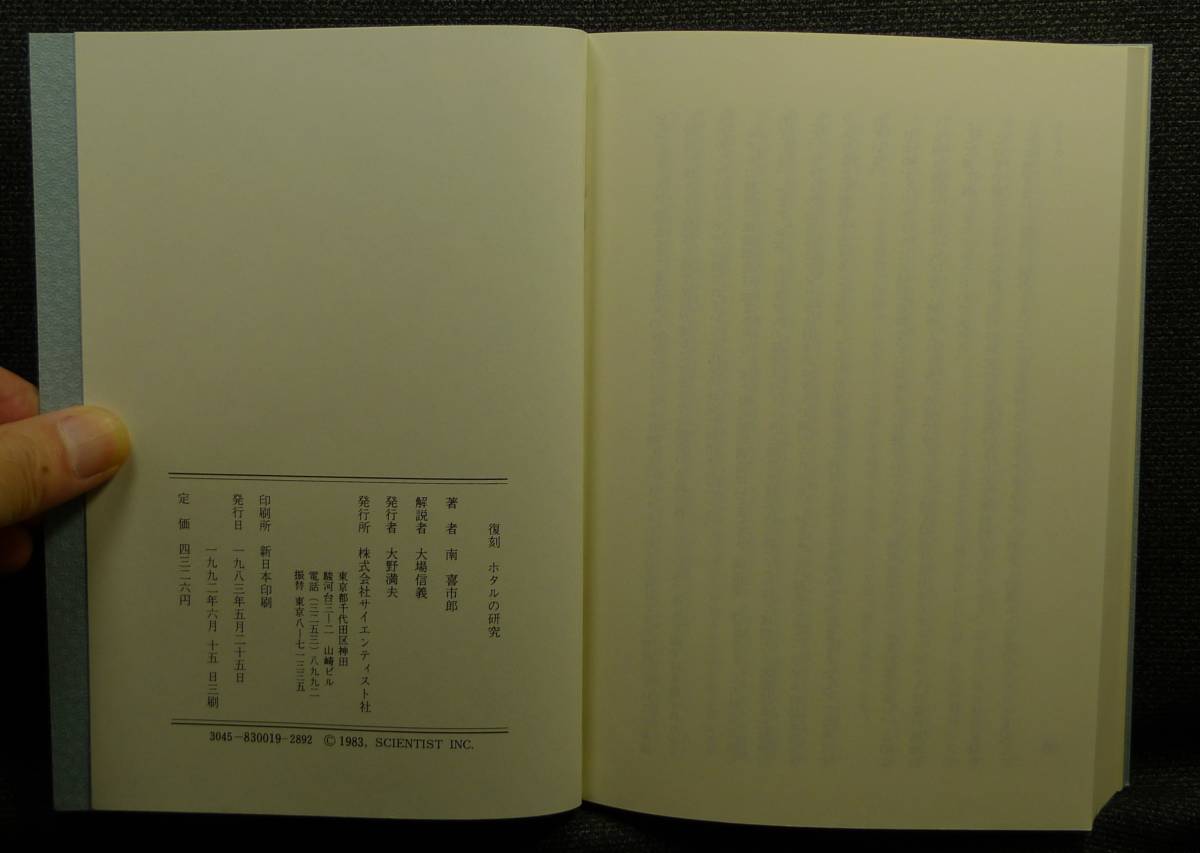 復刻 ホタルの研究
著者 南 喜市郎
解説者 大場信義
発行者 大野満夫
発行所 株式会社サイエンティスト社
東京都千代田区神田
駿河台三ー二 山崎ビル
電話(三二五三)八九九二
振替 東京八ー七一三三五
印刷所 新日本印刷
発行日 一九八三年五月二十五日
一九九二年六月 十五 日三刷
定価 四三二六円
3045-830019-2892 © 1983, SCIENTIST INC.